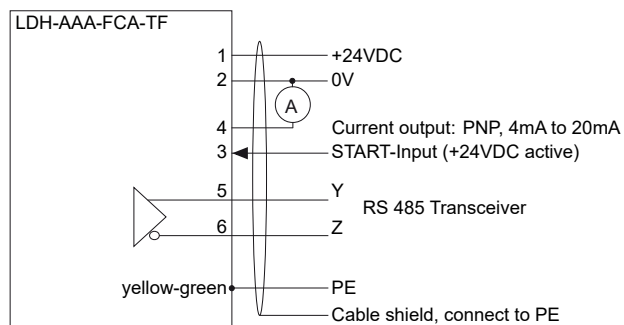 LDH-AAA-FCA-TF
1 +24VDC
2 0V
A
4 Current output: PNP, 4mA to 20mA
3 START-Input (+24VDC active)
5 Y
RS 485 Transceiver
6 Z
yellow-green PE
Cable shield, connect to PE